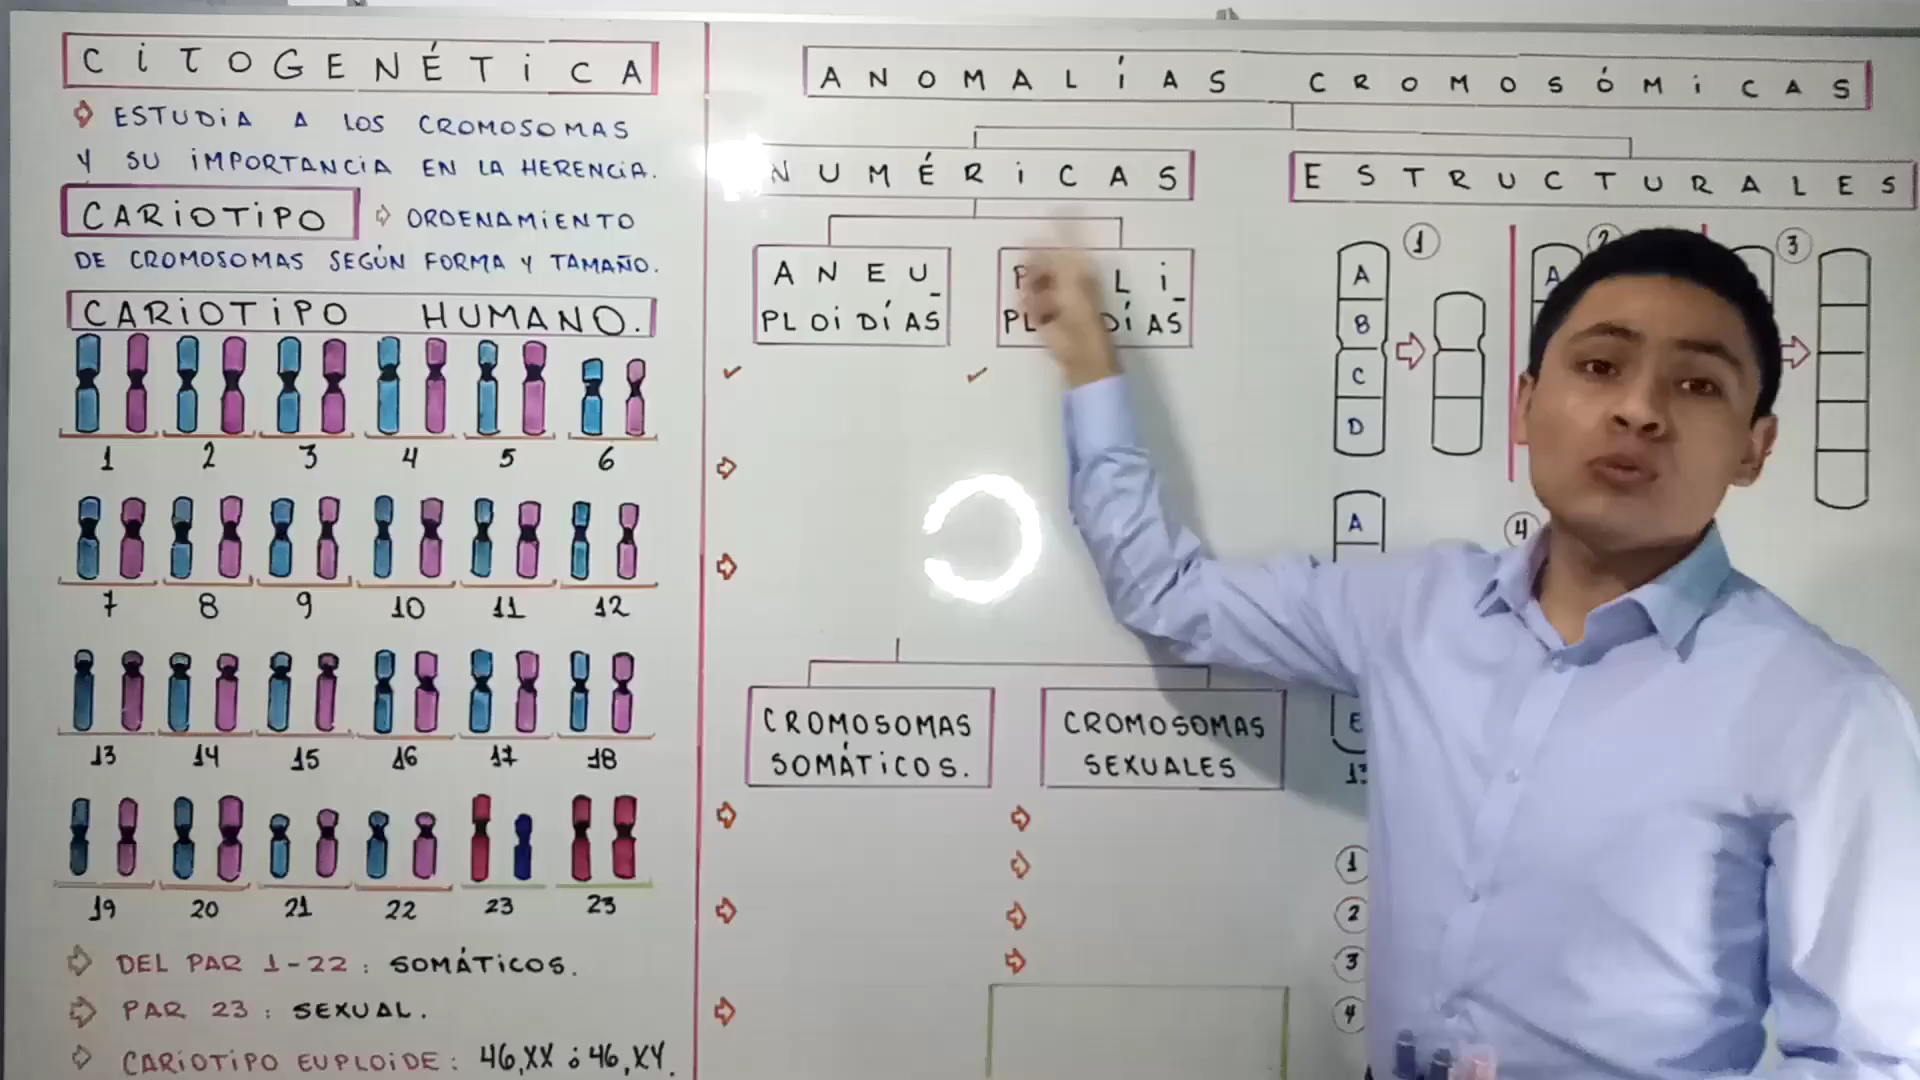 CiTOGENÉTiCA
ESTUDiA A LOS CROMOSOMAS
Y SU iMPORTANCiA EN LA HERENCiA.
CARiOTiPO ORDENAMiENTO
DE CROMOSOMAS SEGÚN FORMA Y TAMAÑO.
CARiOTiPO HUMANO.
1 2 3 4 5 6
7 8 9 10 11 12
13 14 15 16 17 18
19 20 21 22 23 23
DEL PAR 1-22: SOMÁTiCOS.
PAR 23: SEXUAL.
CARiOTiPO EUPLOiDE: 46,XX ó 46,XY.
ANOMALÍAS CROMOSÓMiCAS
NUMÉRiCAS
ANEU_
PLOiDÍAS
CROMOSOMAS
SOMÁTiCOS.
CROMOSOMAS
SEXUALES
ESTRUCTURALES
1
A
B
C
D
2
A
3
4
A
E
1
2
3
4